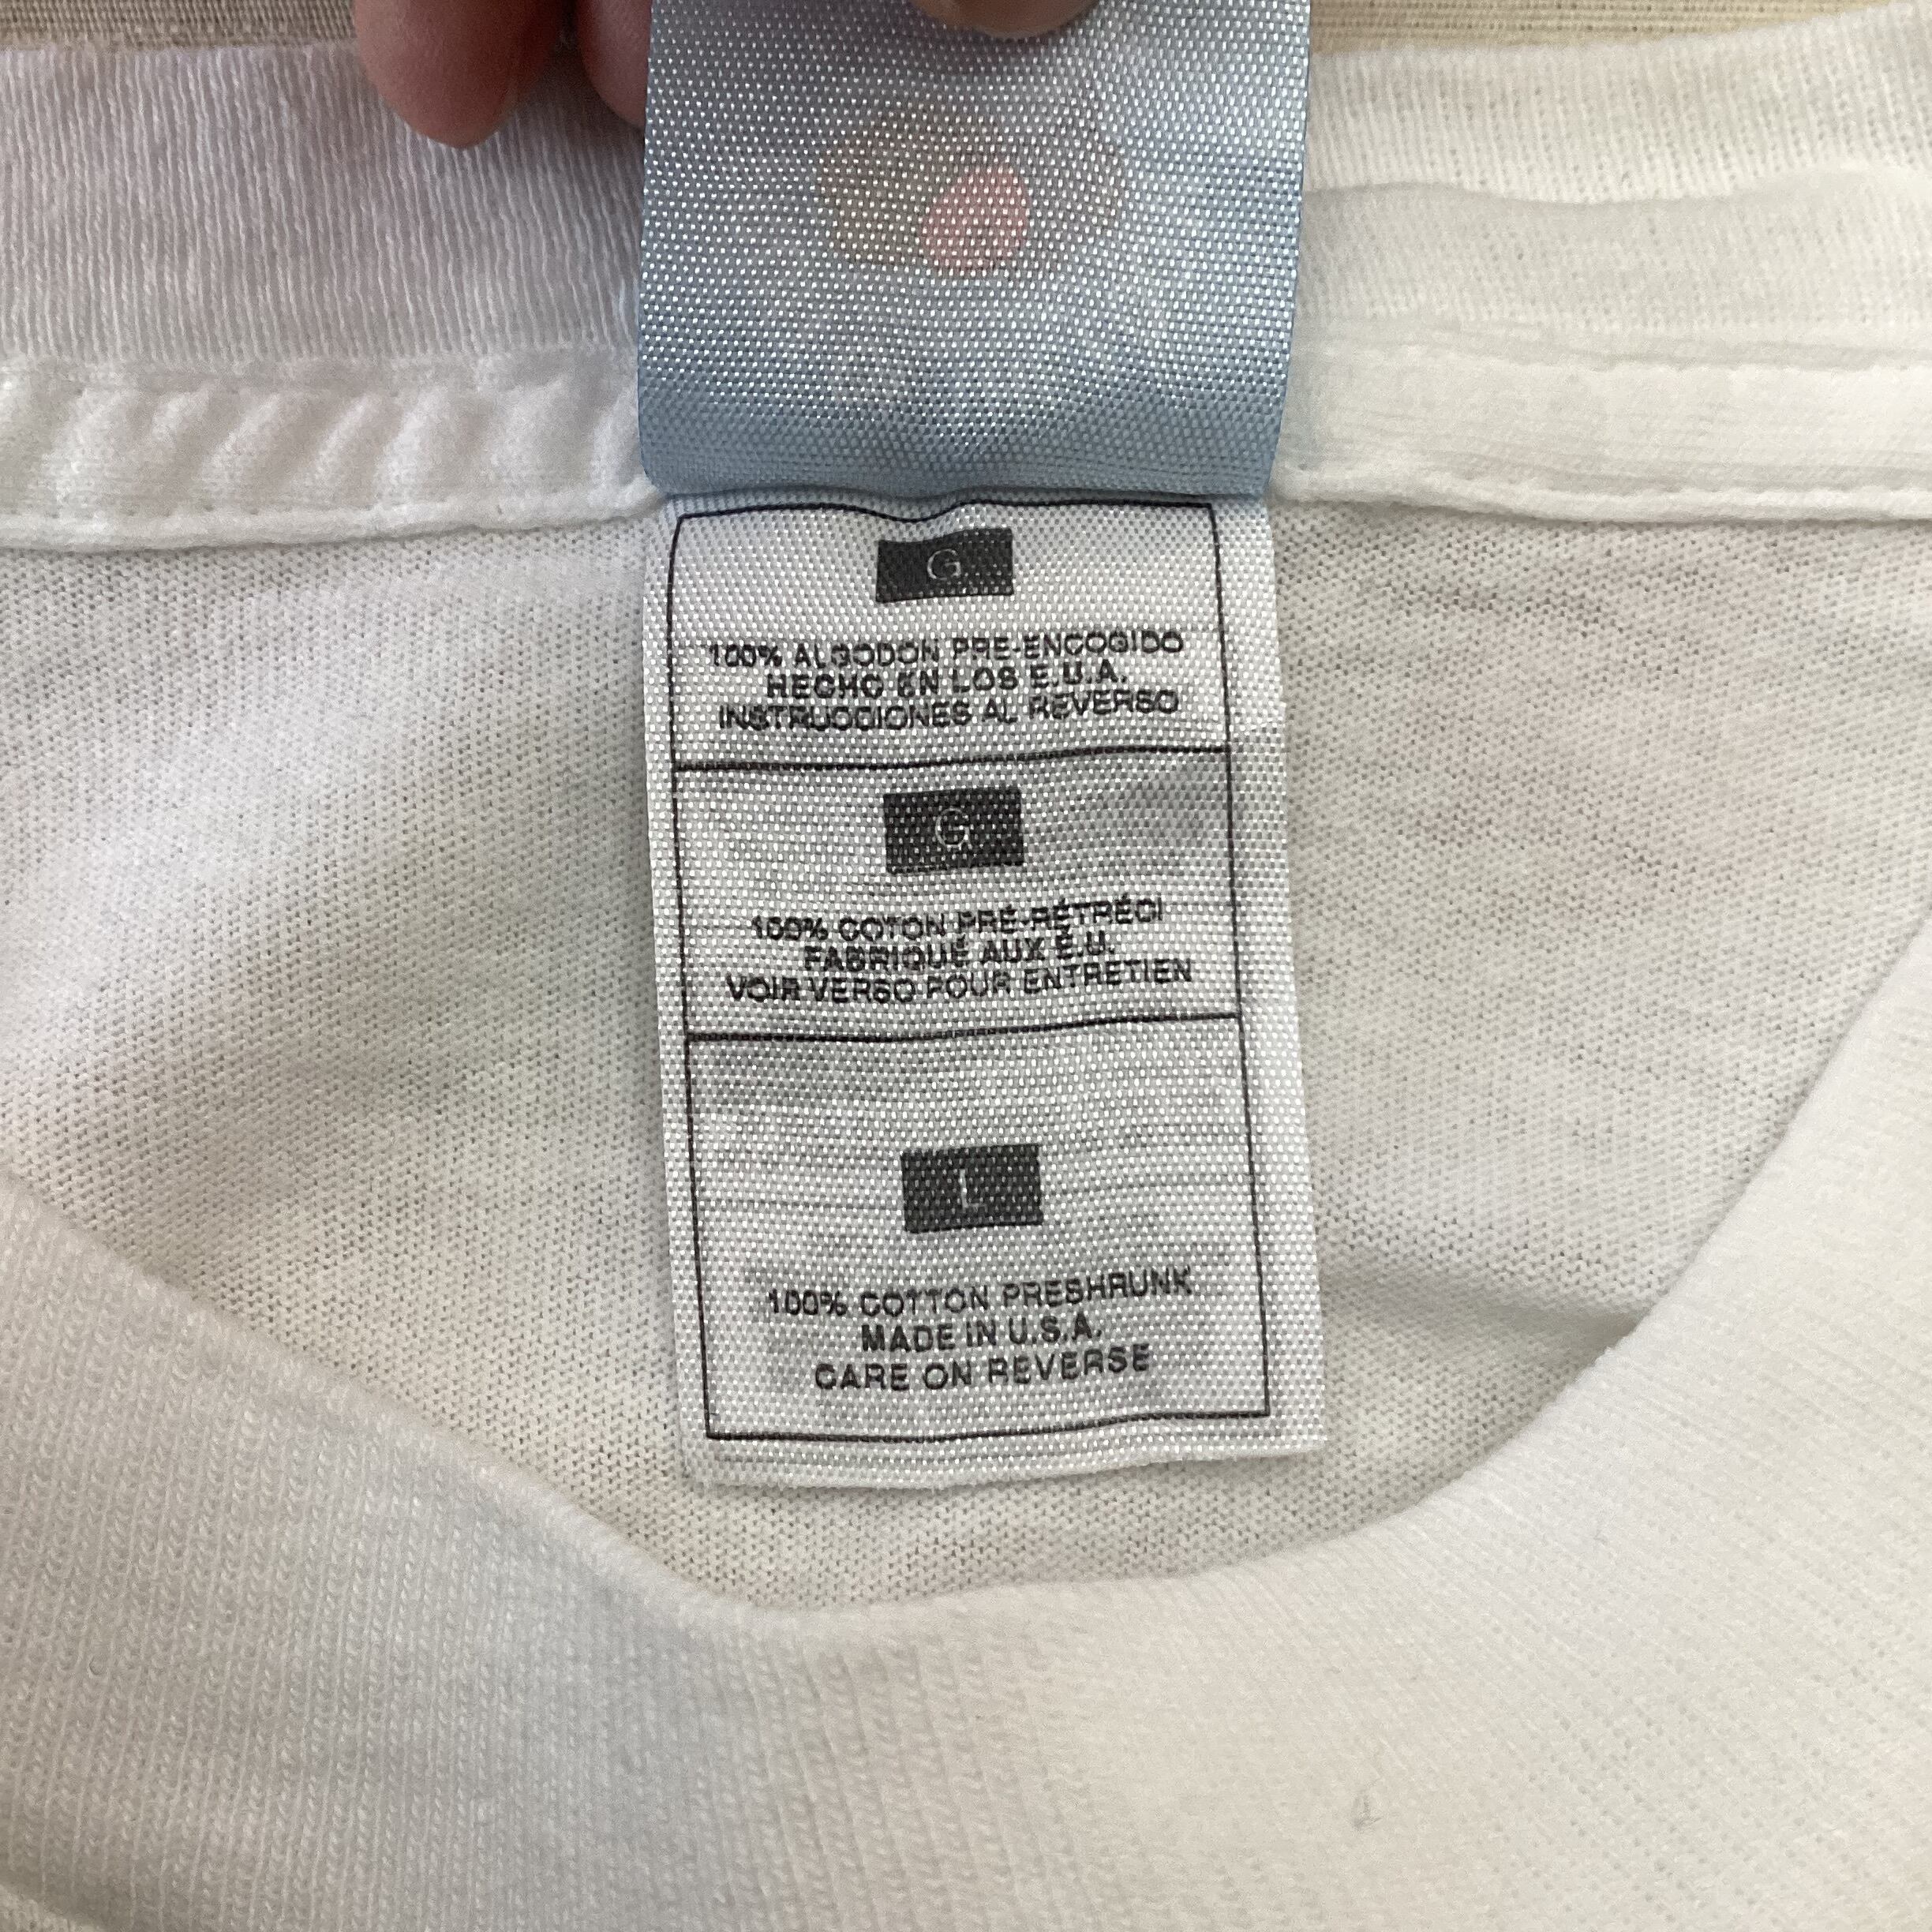 G
100% ALGODON PRE-ENCOGIDO
HECHO EN LOS E.U.A.
INSTRUCCIONES AL REVERSO
G
100% COTON PRÉ-RÉTRÉCI
FABRIQUÉ AUX É.U.
VOIR VERSO POUR ENTRETIEN
L
100% COTTON PRESHRUNK
MADE IN U.S.A.
CARE ON REVERSE